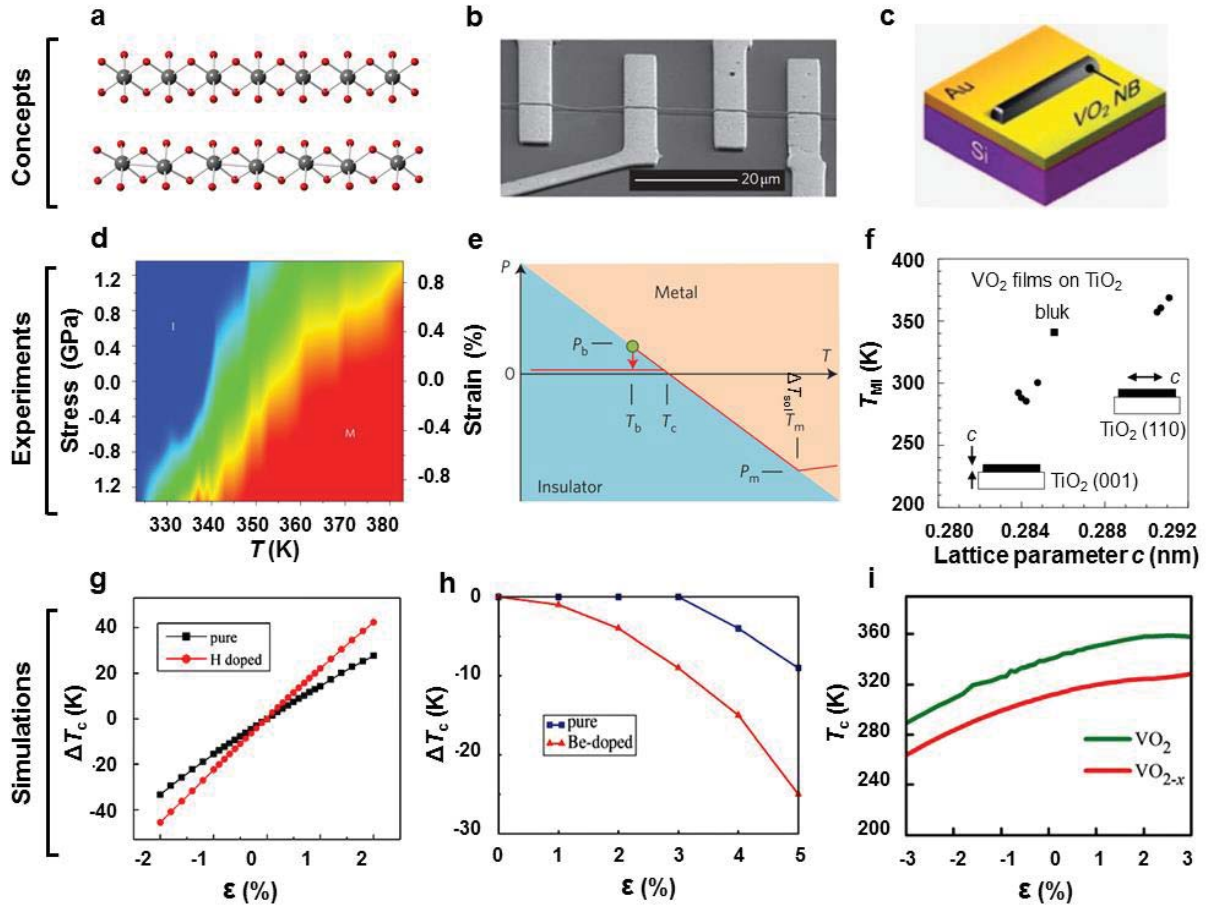 a
b
c
Concepts
20 μm
Au
VO2 NB
Si
d
e
f
Experiments
Stress (GPa)
1.2
0.8
0.4
0.0
-0.4
-0.8
1.2
I
M
0.8
0.4
0.0
-0.4
-0.8
Strain (%)
330 340 350 360 370 380
T (K)
P
Metal
Pb
T
O
ΔTsol
Tb
Tc
Tm
Pm
Insulator
400
350
300
250
230
200
TMI (K)
VO2 films on TiO2
bluk
c
TiO2 (110)
c
TiO2 (001)
0.280 0.284 0.288 0.292
Lattice parameter c (nm)
g
h
i
Simulations
ΔTc (K)
40
20
0
-20
-40
pure
H doped
-2 -1 0 1 2
ε (%)
ΔTc (K)
0
-10
-20
-30
pure
Be-doped
0 1 2 3 4 5
ε (%)
Tc (K)
360
320
280
240
200
VO2
VO2-x
-3 -2 -1 0 1 2 3
ε (%)